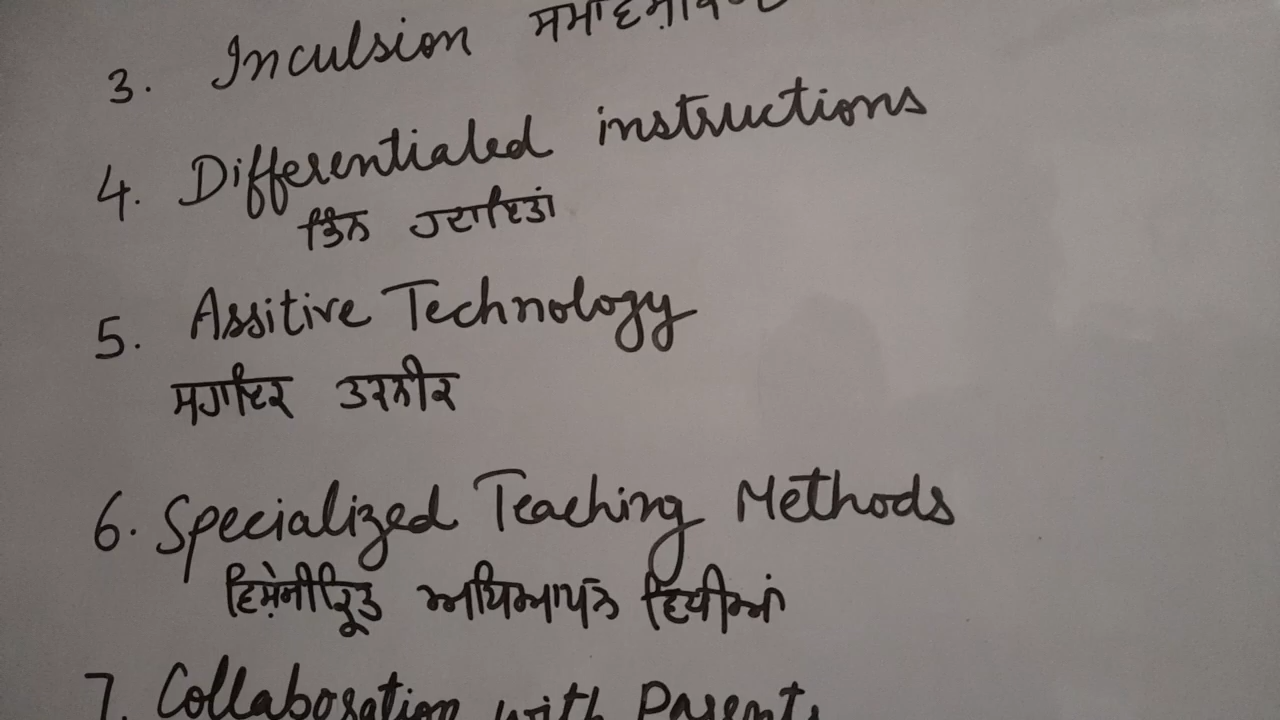 3. Inculsion
4. Differentialed instructions
ਭਿੰਨ ਹਦਾਇਤਾਂ
5. Assitive Technology
ਸਹਾਇਕ ਤਕਨੀਕ
6. Specialized Teaching Methods
ਅਧਿਆਪਨ ਵਿਧੀਆਂ
7. Collaboration with Parents